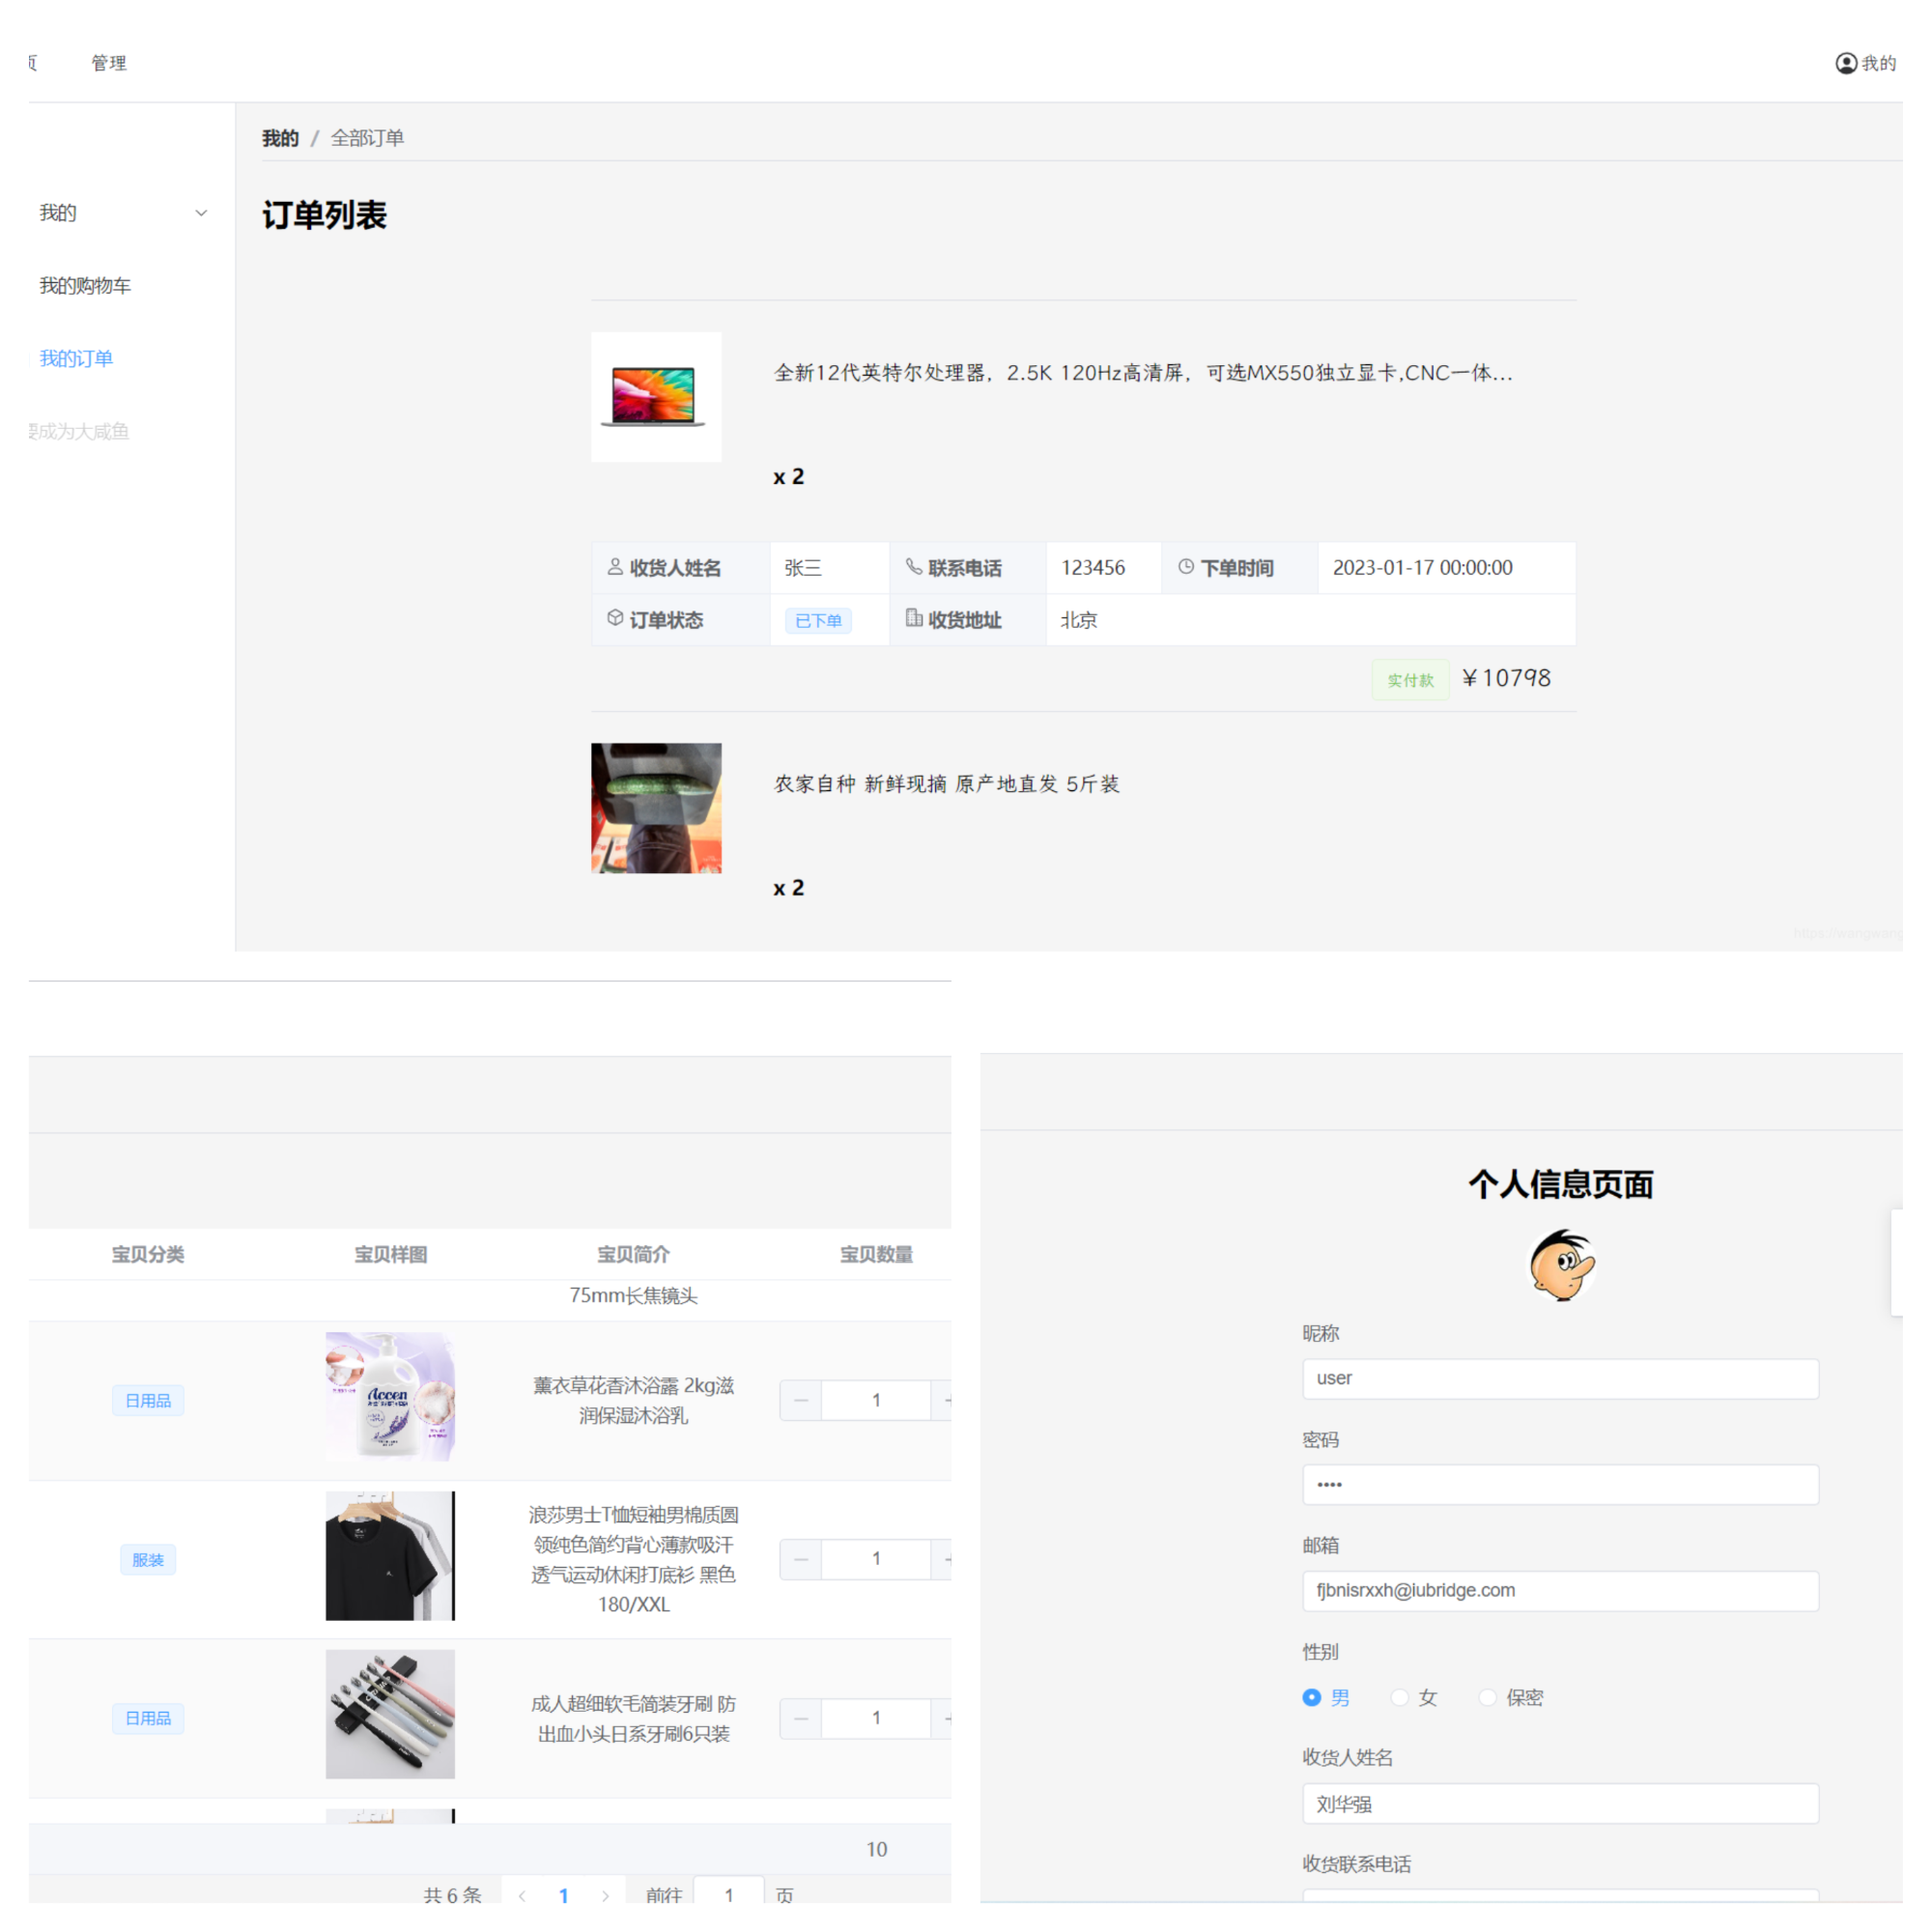 管理
我的
我的 / 全部订单
我的
订单列表
我的购物车
我的订单
成为大咸鱼
全新12代英特尔处理器，2.5K 120Hz高清屏，可选MX550独立显卡,CNC一体...
x 2
收货人姓名 张三 联系电话 123456 下单时间 2023-01-17 00:00:00
订单状态 已下单 收货地址 北京
实付款 ￥10798
农家自种 新鲜现摘 原产地直发 5斤装
x 2
宝贝分类 宝贝样图 宝贝简介 宝贝数量
75mm长焦镜头
日用品
Accen
薰衣草花香沐浴露 2kg滋
润保湿沐浴乳
1
服装
浪莎男士T恤短袖男棉质圆
领纯色简约背心薄款吸汗
透气运动休闲打底衫 黑色
180/XXL
1
日用品
成人超细软毛简装牙刷 防
出血小头日系牙刷6只装
1
10
共 6 条 1 前往 1 页
个人信息页面
昵称
user
密码
••••
邮箱
fjbnisrxxh@iubridge.com
性别
男 女 保密
收货人姓名
刘华强
收货联系电话